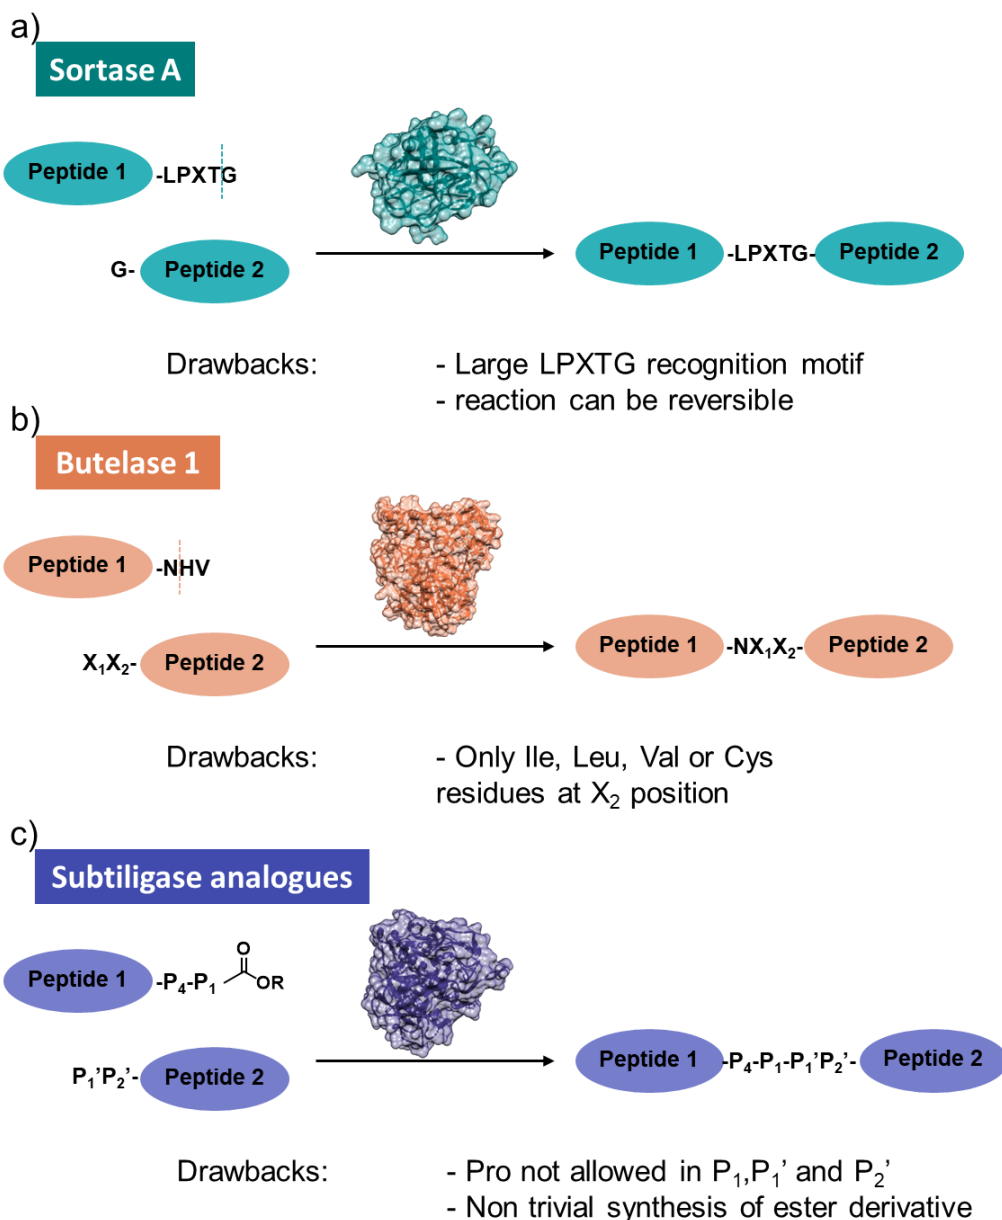 a)
Sortase A
Peptide 1 -LPXTG
G- Peptide 2
Peptide 1 -LPXTG- Peptide 2
Drawbacks: - Large LPXTG recognition motif
- reaction can be reversible
b)
Butelase 1
Peptide 1 -NHV
X₁X₂- Peptide 2
Peptide 1 -NX₁X₂- Peptide 2
Drawbacks: - Only Ile, Leu, Val or Cys
residues at X₂ position
c)
Subtiligase analogues
O
Peptide 1 -P₄-P₁ OR
P₁’P₂’- Peptide 2
Peptide 1 -P₄-P₁-P₁’P₂’- Peptide 2
Drawbacks: - Pro not allowed in P₁,P₁’ and P₂’
- Non trivial synthesis of ester derivative